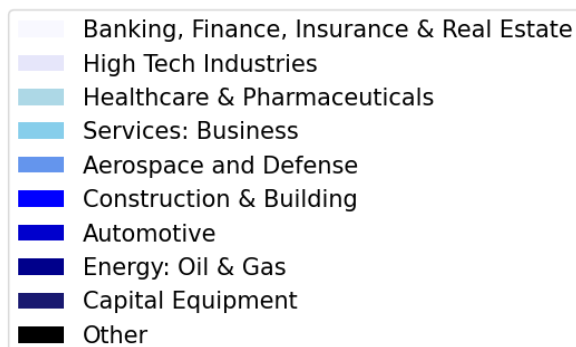 Banking, Finance, Insurance & Real Estate
High Tech Industries
Healthcare & Pharmaceuticals
Services: Business
Aerospace and Defense
Construction & Building
Automotive
Energy: Oil & Gas
Capital Equipment
Other